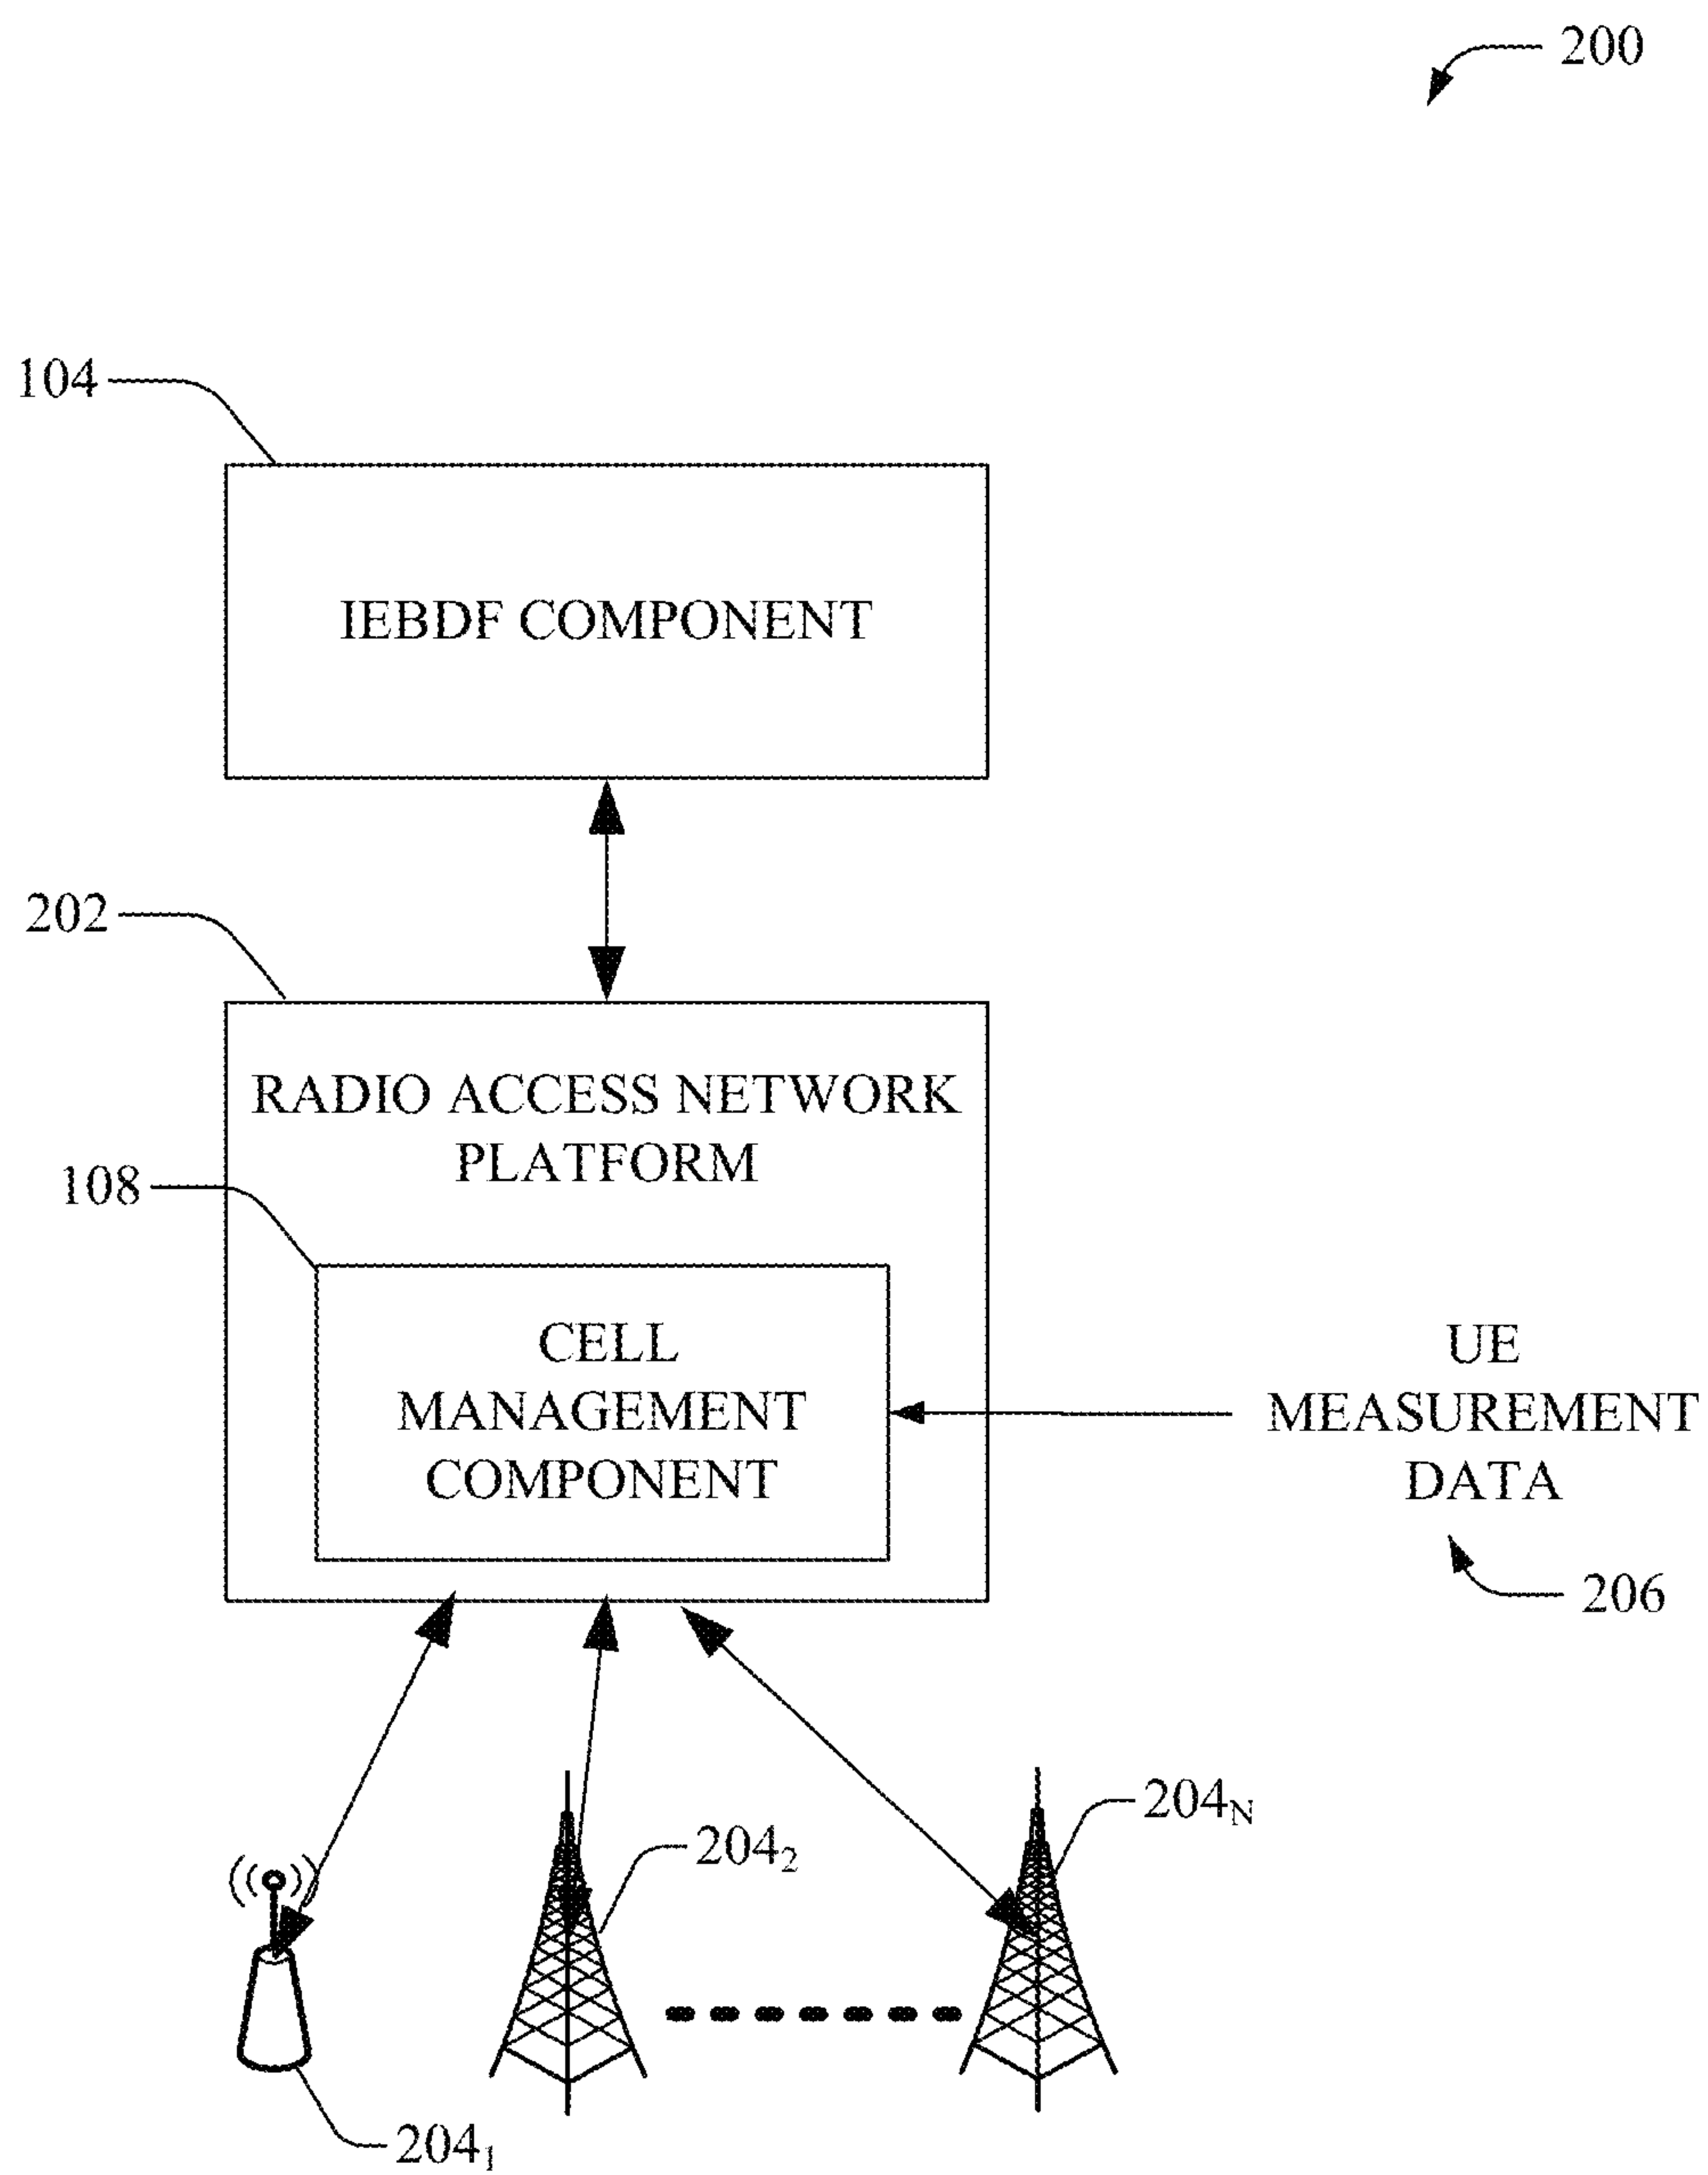 200
104
IEBDF COMPONENT
202
RADIO ACCESS NETWORK
PLATFORM
108
CELL
MANAGEMENT
COMPONENT
UE
MEASUREMENT
DATA
206
204N
2042
2041